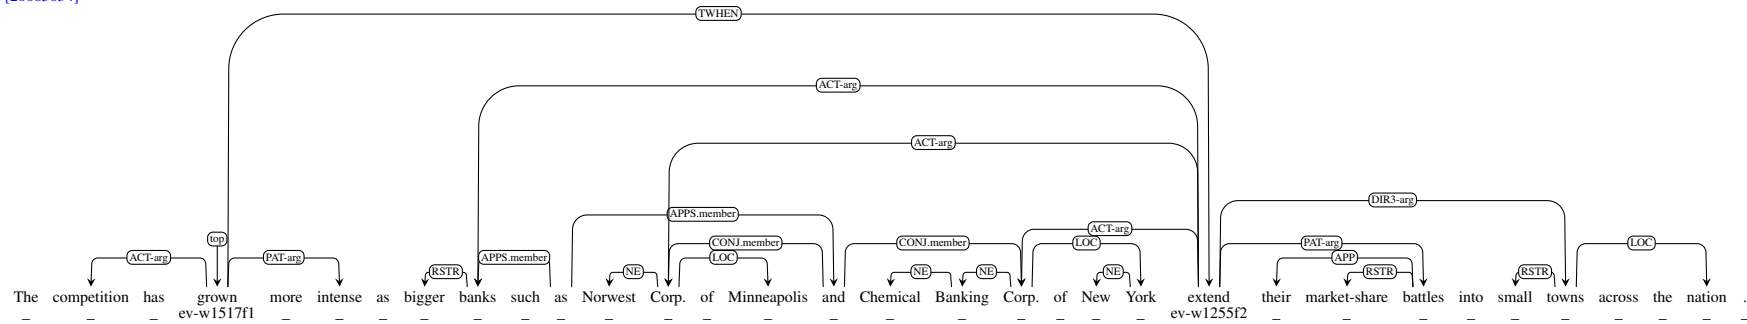 TWHEN
ACT-arg
ACT-arg
DIR3-arg
APPS.member
ACT-arg
top
CONJ.member CONJ.member LOC PAT-arg LOC
ACT-arg PAT-arg APPS.member LOC APP
RSTR NE NE NE NE RSTR RSTR
The competition has grown more intense as bigger banks such as Norwest Corp. of Minneapolis and Chemical Banking Corp. of New York extend their market-share battles into small towns across the nation .
ev-w1517f1 ev-w1255f2